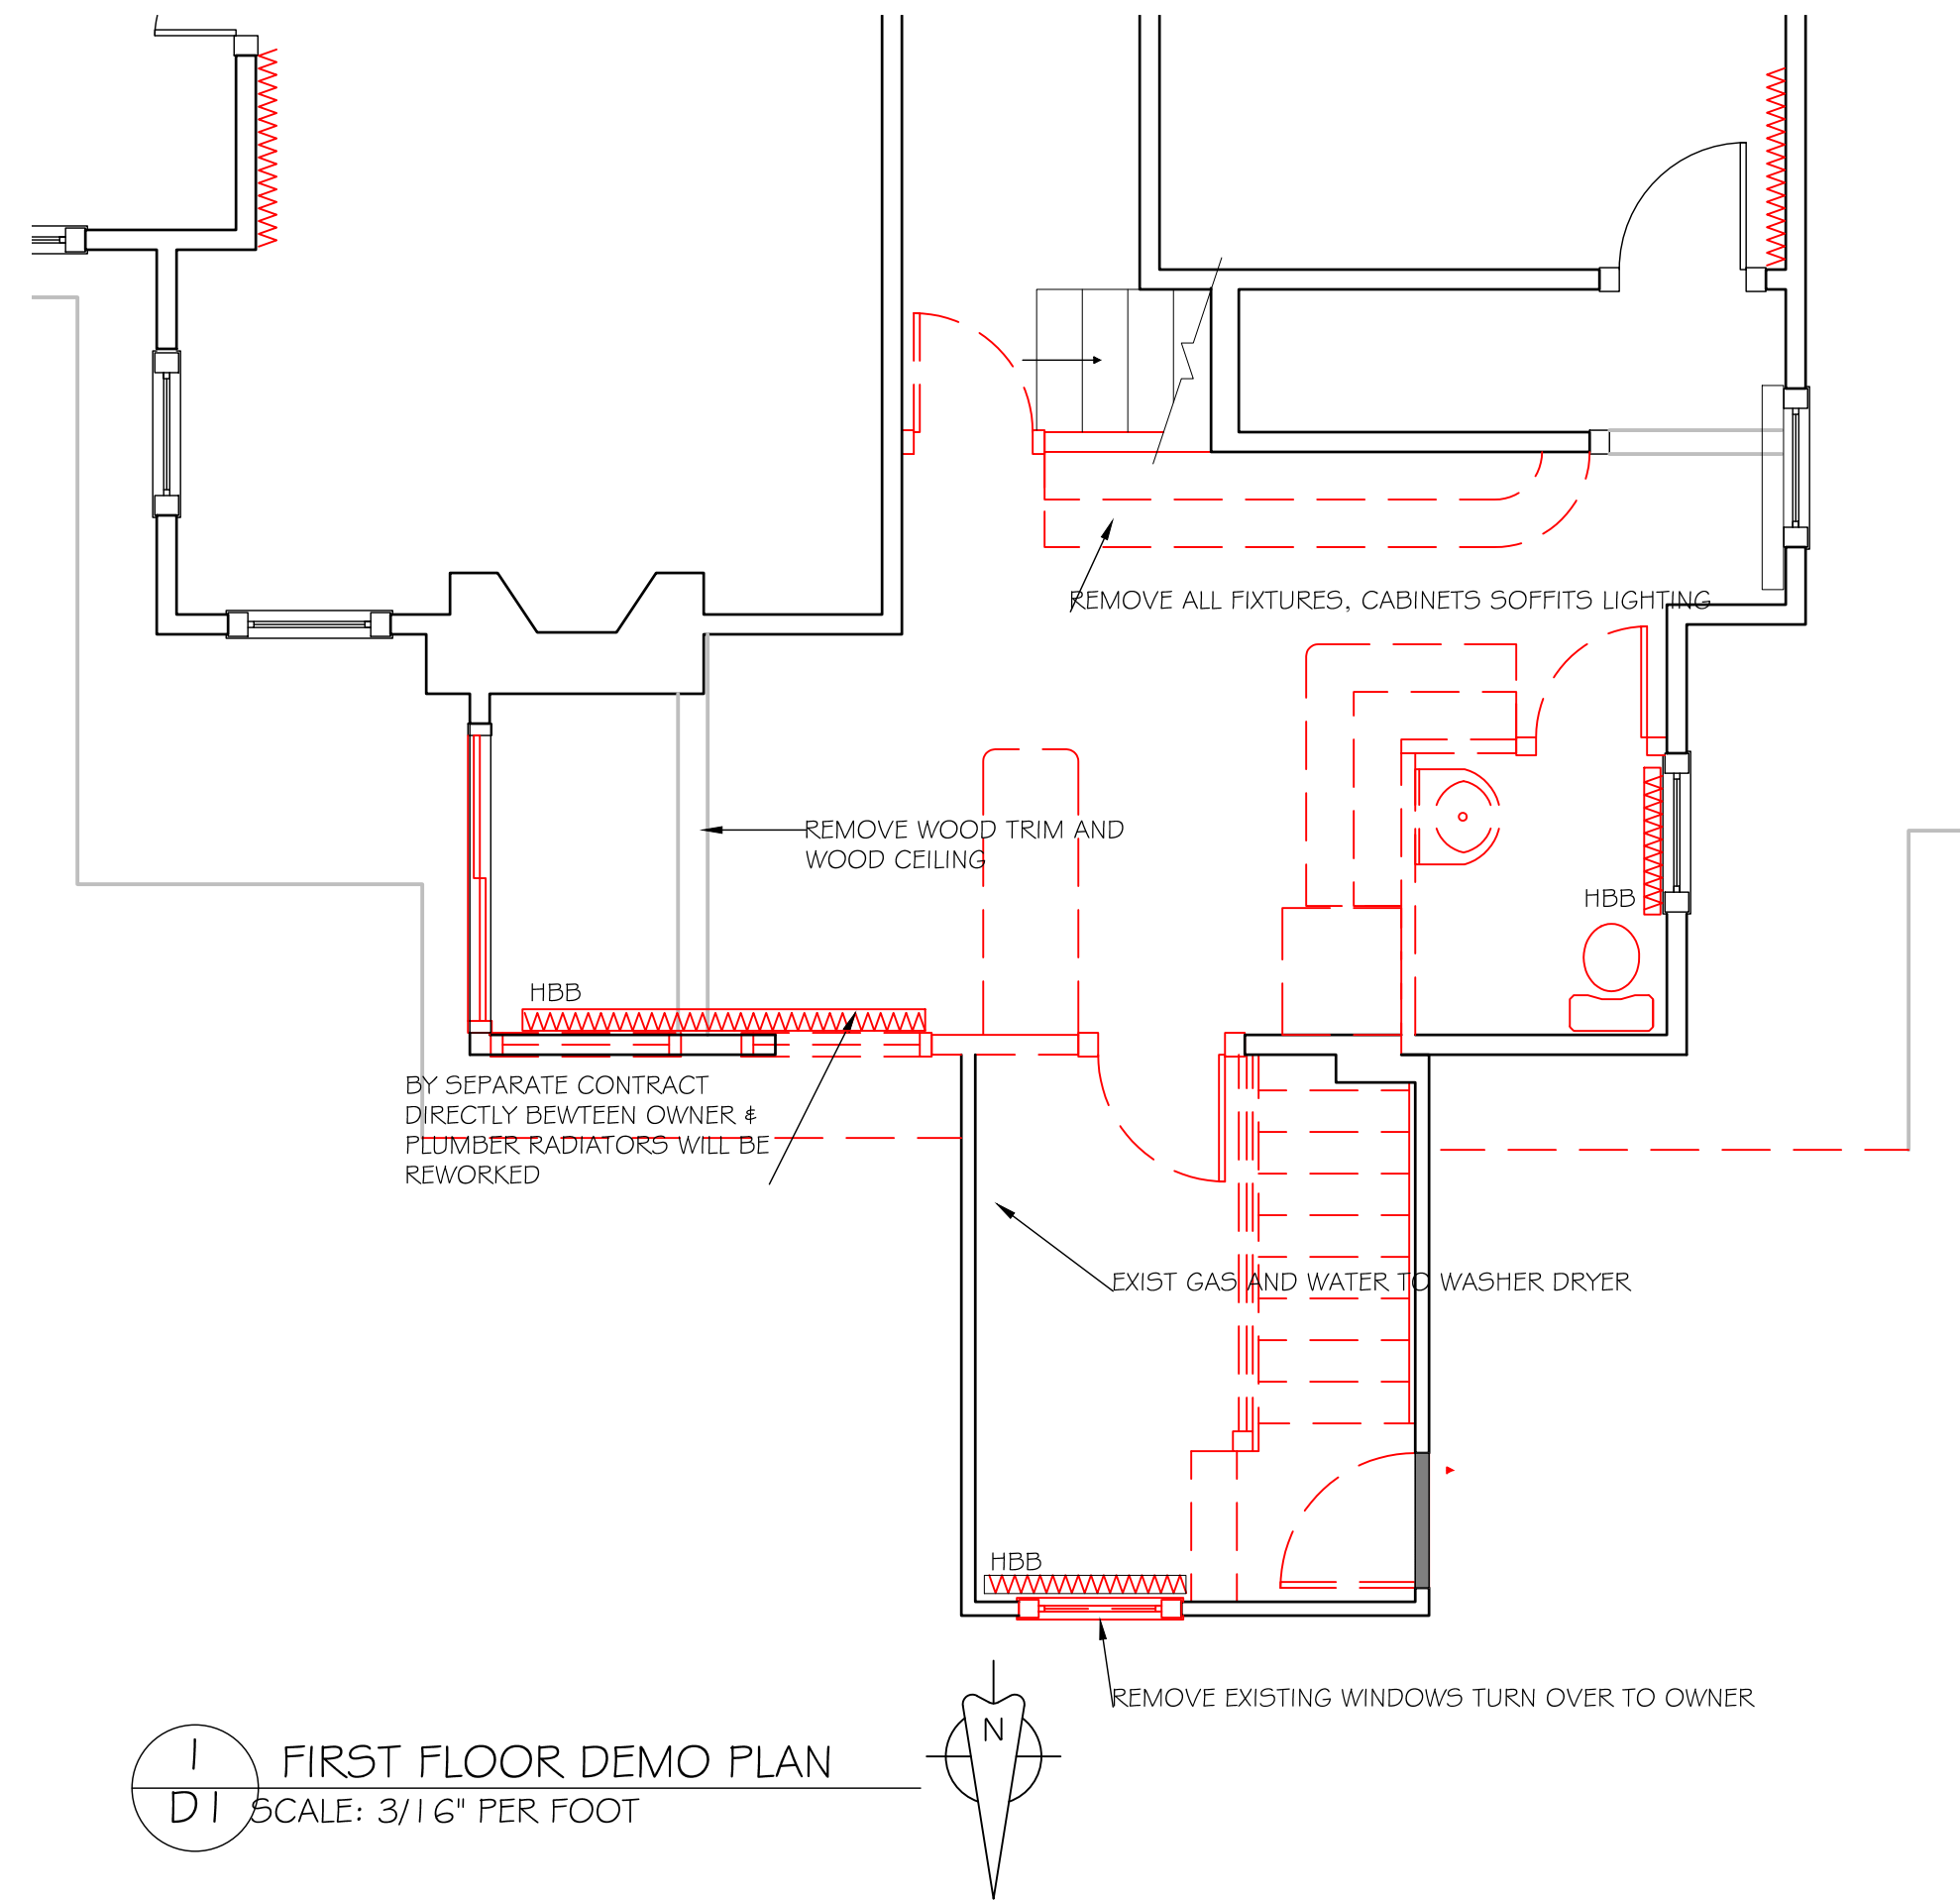 REMOVE ALL FIXTURES, CABINETS SOFFITS LIGHTING
REMOVE WOOD TRIM AND
WOOD CEILING
HBB
HBB
BY SEPARATE CONTRACT
DIRECTLY BEWTEEN OWNER &
PLUMBER RADIATORS WILL BE
REWORKED
EXIST GAS AND WATER TO WASHER DRYER
HBB
REMOVE EXISTING WINDOWS TURN OVER TO OWNER
N
1
FIRST FLOOR DEMO PLAN
D1
SCALE: 3/16" PER FOOT